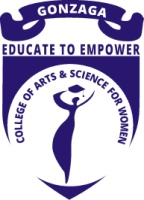 GONZAGA
EDUCATE TO EMPOWER
COLLEGE OF ARTS & SCIENCE FOR WOMEN